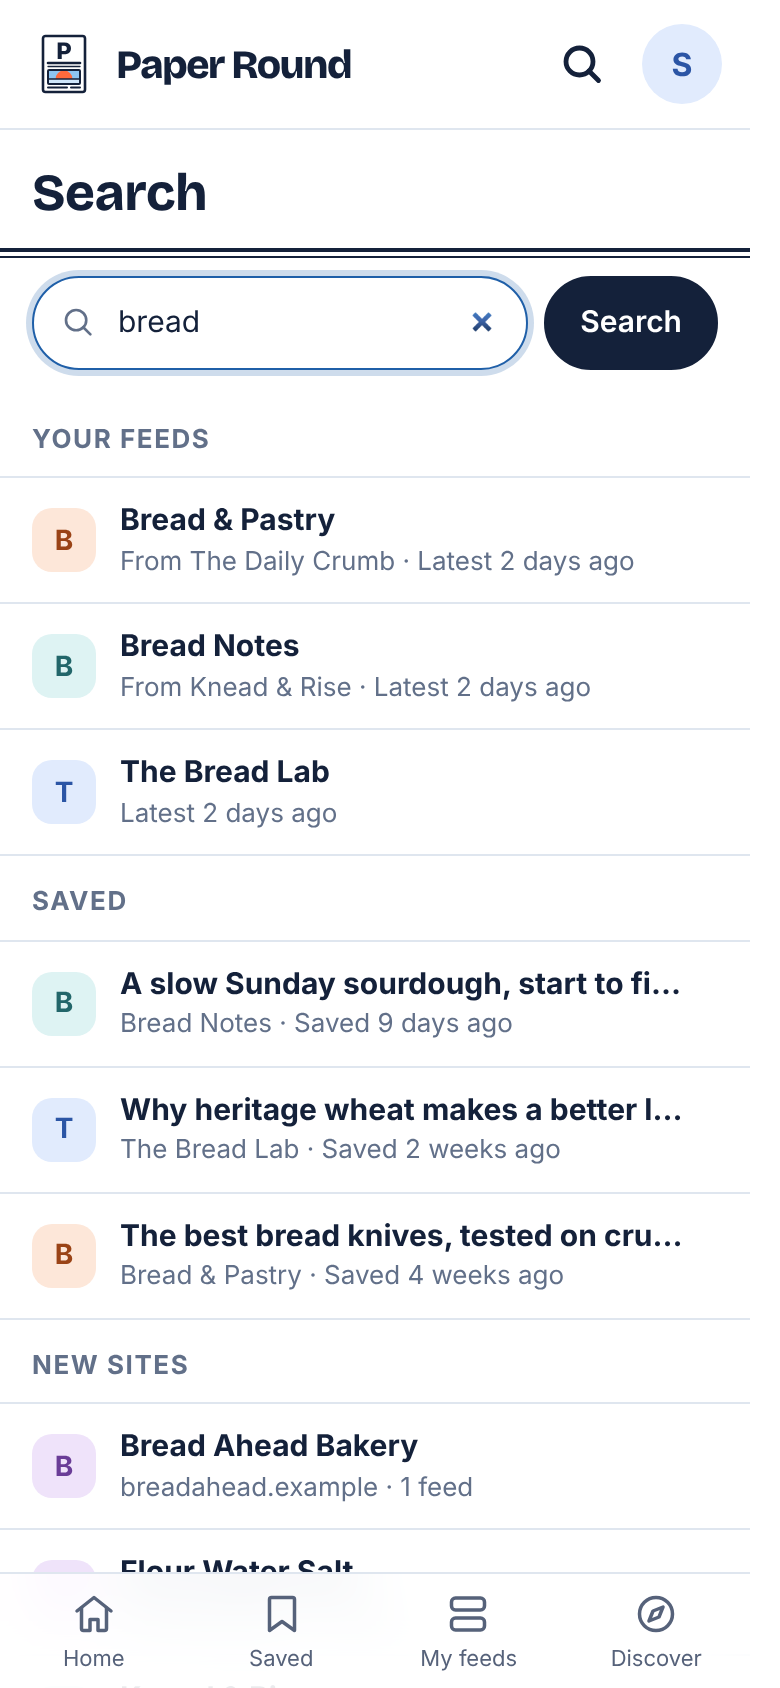 P
Paper Round
S
Search
bread
Search
YOUR FEEDS
B
Bread & Pastry
From The Daily Crumb · Latest 2 days ago
B
Bread Notes
From Knead & Rise · Latest 2 days ago
T
The Bread Lab
Latest 2 days ago
SAVED
B
A slow Sunday sourdough, start to fi...
Bread Notes · Saved 9 days ago
T
Why heritage wheat makes a better l...
The Bread Lab · Saved 2 weeks ago
B
The best bread knives, tested on cru...
Bread & Pastry · Saved 4 weeks ago
NEW SITES
B
Bread Ahead Bakery
breadahead.example · 1 feed
Flour Water Salt
Home
Saved
My feeds
Discover